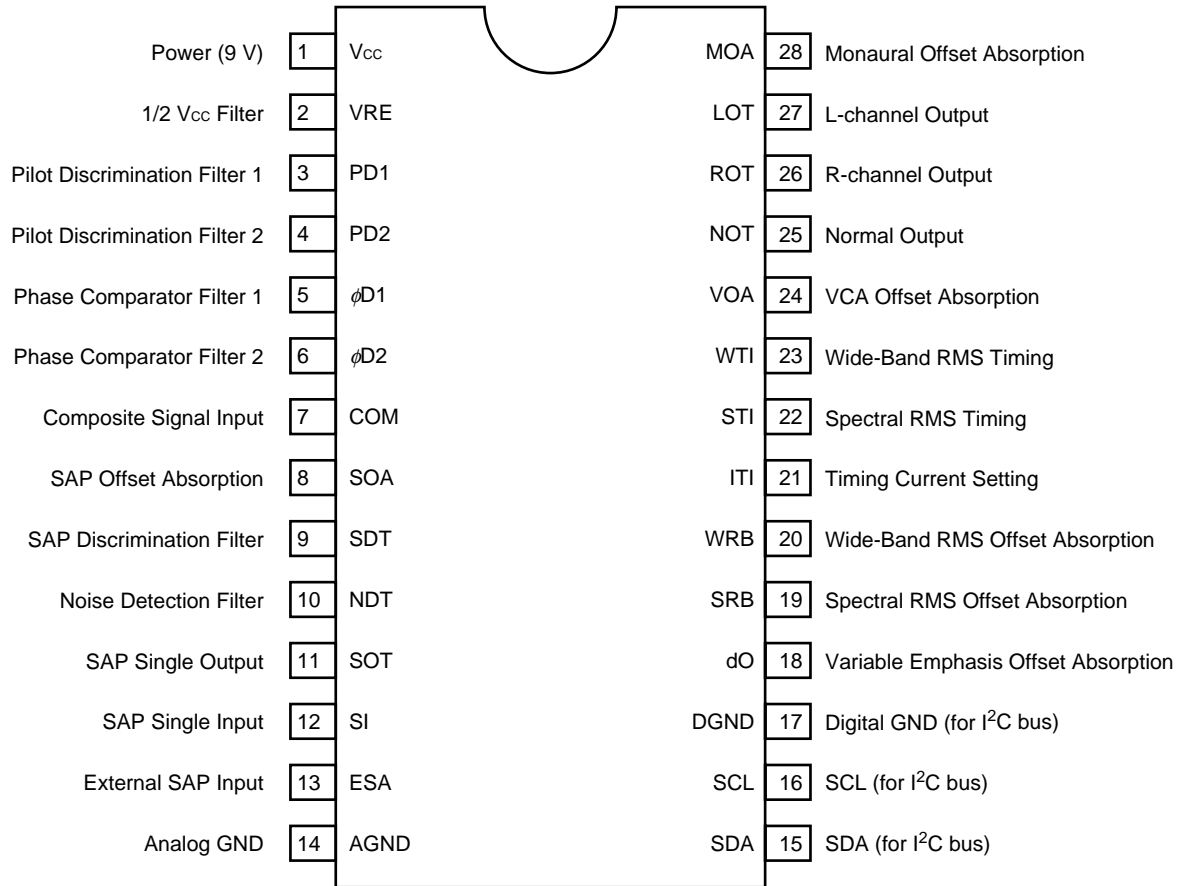 Power (9 V) 1 Vcc MOA 28 Monaural Offset Absorption
1/2 Vcc Filter 2 VRE LOT 27 L-channel Output
Pilot Discrimination Filter 1 3 PD1 ROT 26 R-channel Output
Pilot Discrimination Filter 2 4 PD2 NOT 25 Normal Output
Phase Comparator Filter 1 5 ϕD1 VOA 24 VCA Offset Absorption
Phase Comparator Filter 2 6 ϕD2 WTI 23 Wide-Band RMS Timing
Composite Signal Input 7 COM STI 22 Spectral RMS Timing
SAP Offset Absorption 8 SOA ITI 21 Timing Current Setting
SAP Discrimination Filter 9 SDT WRB 20 Wide-Band RMS Offset Absorption
Noise Detection Filter 10 NDT SRB 19 Spectral RMS Offset Absorption
SAP Single Output 11 SOT dO 18 Variable Emphasis Offset Absorption
SAP Single Input 12 SI DGND 17 Digital GND (for I²C bus)
External SAP Input 13 ESA SCL 16 SCL (for I²C bus)
Analog GND 14 AGND SDA 15 SDA (for I²C bus)